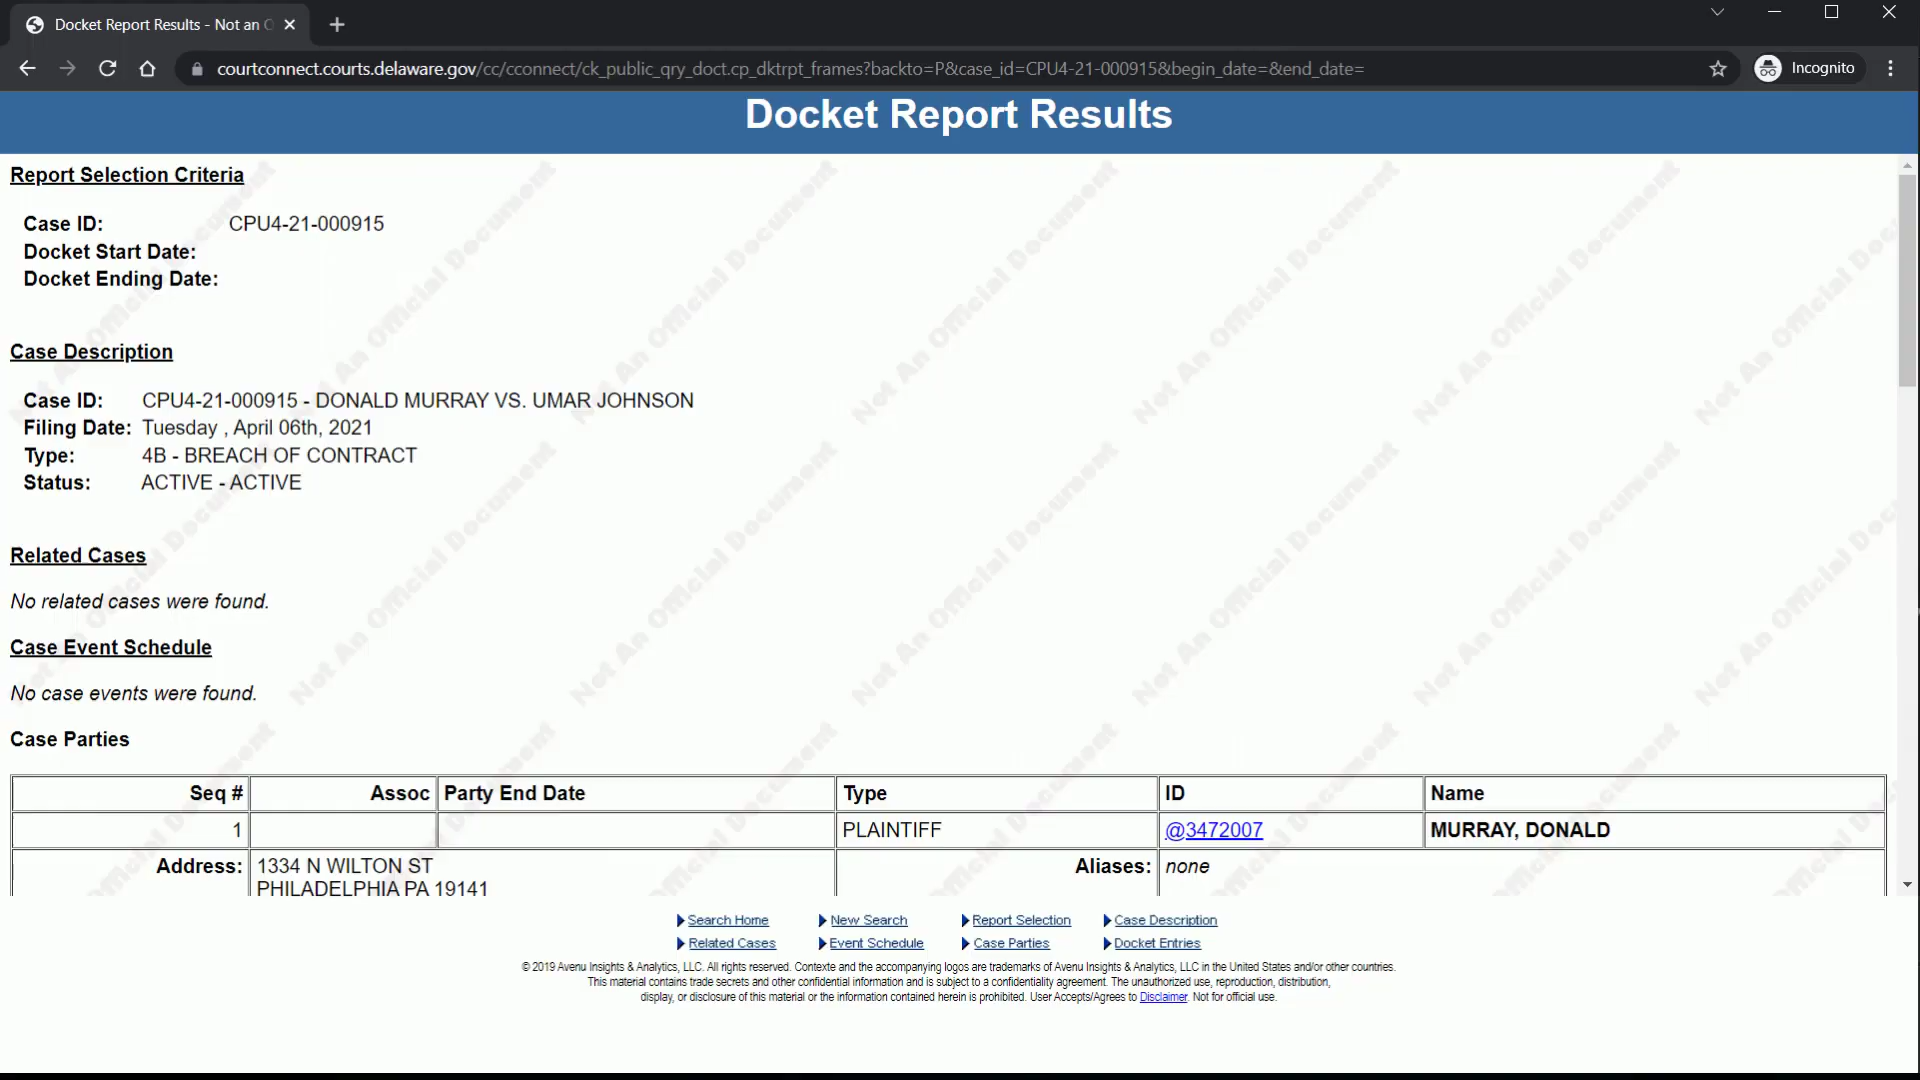 Docket Report Results - Not an O
courtconnect.courts.delaware.gov/cc/cconnect/ck_public_qry_doct.cp_dktrpt_frames?backto=P&case_id=CPU4-21-000915&begin_date=&end_date=
Incognito
Docket Report Results
Report Selection Criteria
Case ID: CPU4-21-000915
Docket Start Date:
Docket Ending Date:
Case Description
Case ID: CPU4-21-000915 - DONALD MURRAY VS. UMAR JOHNSON
Filing Date: Tuesday , April 06th, 2021
Type: 4B - BREACH OF CONTRACT
Status: ACTIVE - ACTIVE
Related Cases
No related cases were found.
Case Event Schedule
No case events were found.
Case Parties
Seq # Assoc Party End Date Type ID Name
1 PLAINTIFF @3472007 MURRAY, DONALD
Address: 1334 N WILTON ST Aliases: none
PHILADELPHIA PA 19141
Search Home New Search Report Selection Case Description
Related Cases Event Schedule Case Parties Docket Entries
© 2019 Avenu Insights & Analytics, LLC. All rights reserved. Contexte and the accompanying logos are trademarks of Avenu Insights & Analytics, LLC in the United States and/or other countries.
This material contains trade secrets and other confidential information and is subject to a confidentiality agreement. The unauthorized use, reproduction, distribution,
display, or disclosure of this material or the information contained herein is prohibited. User Accepts/Agrees to Disclaimer. Not for official use.
Not An Official Document